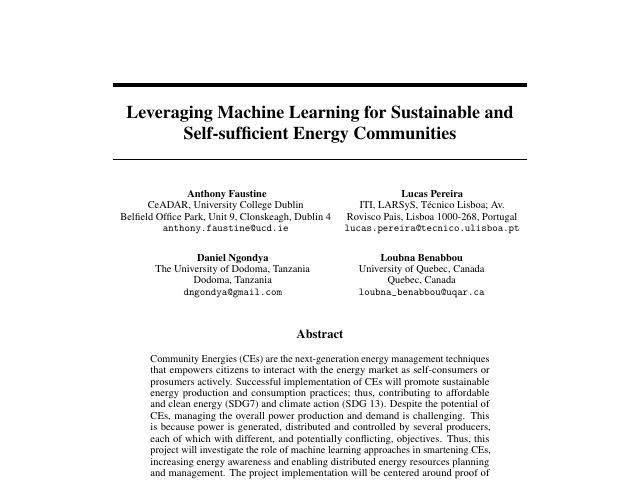 Leveraging Machine Learning for Sustainable and
Self-sufficient Energy Communities
Anthony Faustine
CeADAR, University College Dublin
Belfield Office Park, Unit 9, Clonskeagh, Dublin 4
anthony.faustine@ucd.ie
Lucas Pereira
ITI, LARSyS, Técnico Lisboa; Av.
Rovisco Pais, Lisboa 1000-268, Portugal
lucas.pereira@tecnico.ulisboa.pt
Daniel Ngondya
The University of Dodoma, Tanzania
Dodoma, Tanzania
dngondya@gmail.com
Loubna Benabbou
University of Quebec, Canada
Quebec, Canada
loubna_benabbou@uqar.ca
Abstract
Community Energies (CEs) are the next-generation energy management techniques
that empowers citizens to interact with the energy market as self-consumers or
prosumers actively. Successful implementation of CEs will promote sustainable
energy production and consumption practices; thus, contributing to affordable
and clean energy (SDG7) and climate action (SDG 13). Despite the potential of
CEs, managing the overall power production and demand is challenging. This
is because power is generated, distributed and controlled by several producers,
each of which with different, and potentially conflicting, objectives. Thus, this
project will investigate the role of machine learning approaches in smartening CEs,
increasing energy awareness and enabling distributed energy resources planning
and management. The project implementation will be centered around proof of